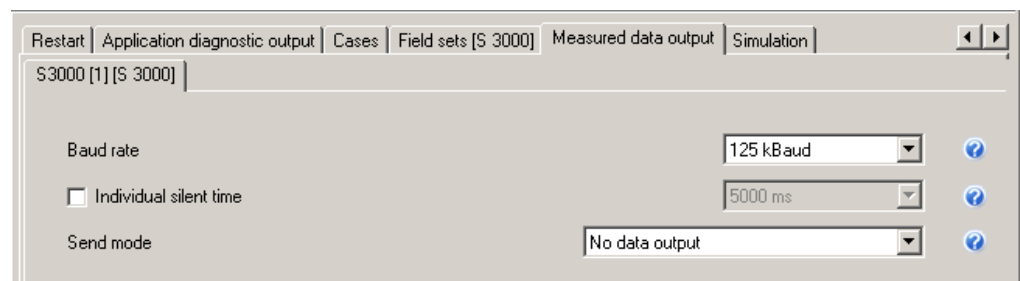 Restart Application diagnostic output Cases Field sets [S 3000] Measured data output Simulation
S3000 [1] [S 3000]
Baud rate 125 kBaud
Individual silent time 5000 ms
Send mode No data output